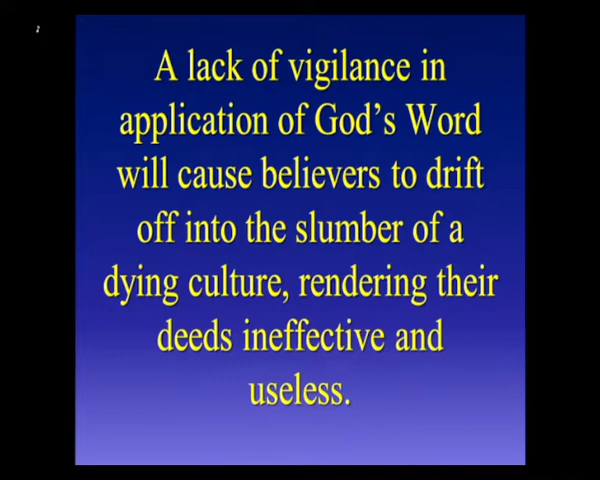 A lack of vigilance in
application of God's Word
will cause believers to drift
off into the slumber of a
dying culture, rendering their
deeds ineffective and
useless.